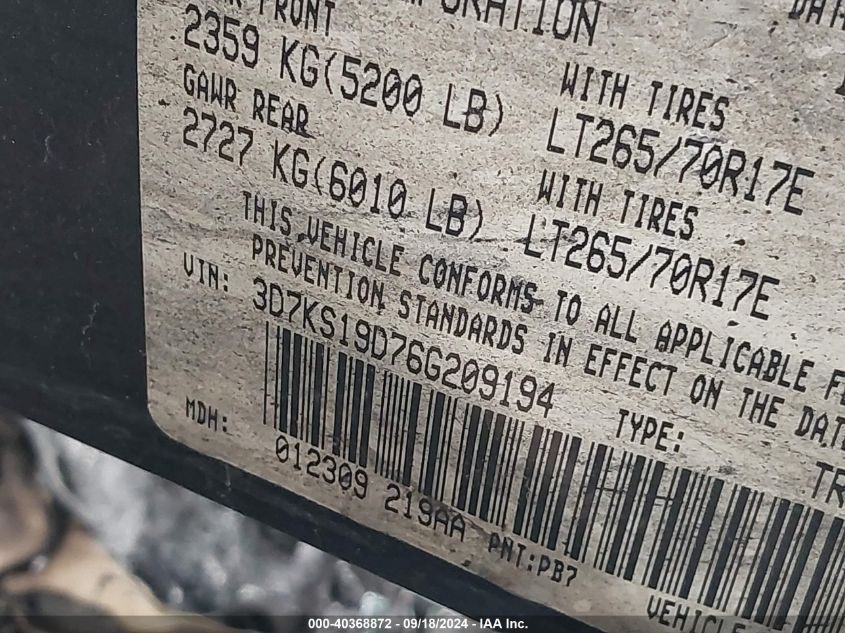 FRONT
2359 KG(5200 LB)
WITH TIRES
LT265/70R17E
GAWR REAR
2727 KG(6010 LB)
WITH TIRES
LT265/70R17E
THIS VEHICLE CONFORMS TO ALL APPLICABLE
PREVENTION STANDARDS IN EFFECT ON THE
VIN: 3D7KS19D76G209194
TYPE:
MDH:
012309 219AA
PNT:PB7
VEHICLE
000-40368872 - 09/18/2024 - IAA Inc.